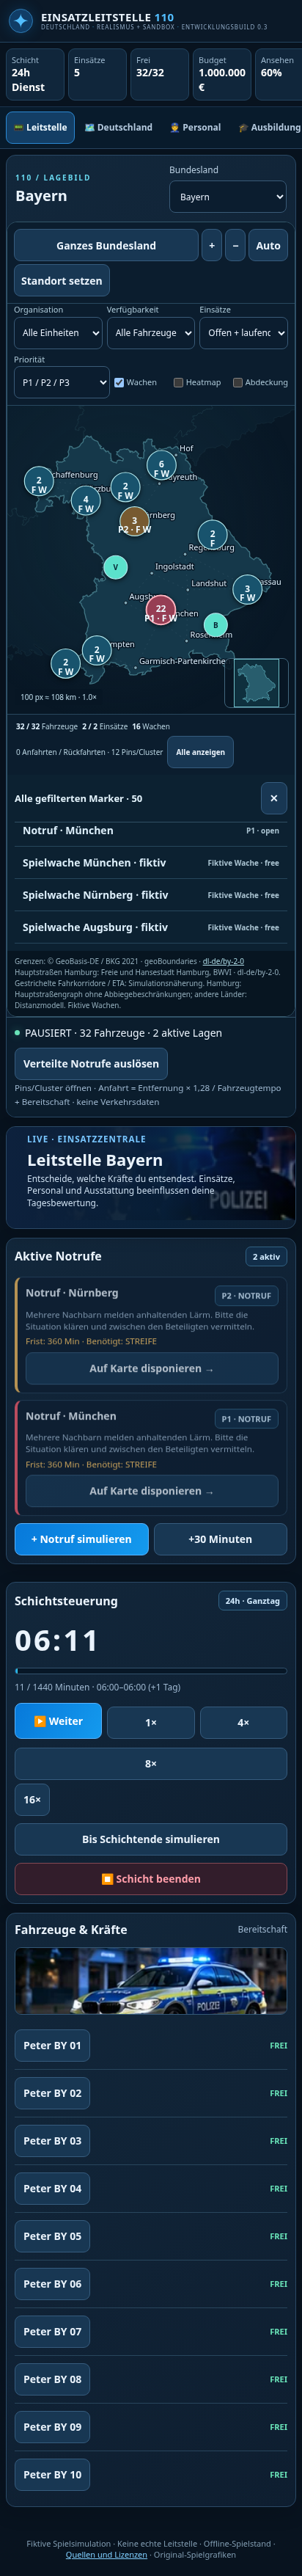 EINSATZLEITSTELLE 110
DEUTSCHLAND · REALISMUS + SANDBOX · ENTWICKLUNGSBUILD 0.3
Schicht
24h Dienst
Einsätze
5
Frei
32/32
Budget
1.000.000 €
Ansehen
60%
Leitstelle
Deutschland
Personal
Ausbildung
110 / LAGEBILD
Bayern
Bundesland
Bayern
Ganzes Bundesland
+
−
Auto
Standort setzen
Organisation
Verfügbarkeit
Einsätze
Alle Einheiten
Alle Fahrzeuge
Offen + laufend
Priorität
P1 / P2 / P3
Wachen
Heatmap
Abdeckung
Hof
6
F W
2
F W
schaffenburg
ayreuth
2
F W
4
F W
rzbu
3
P2 · F W
rnberg
2
F
Regensburg
V
Ingolstadt
Landshut
3
F W
assau
Augsbu
22
P1 · F W
nchen
B
Rosenheim
2
F W
mpten
2
F W
Garmisch-Partenkirche
100 px ≈ 108 km · 1.0×
32 / 32 Fahrzeuge 2 / 2 Einsätze 16 Wachen
0 Anfahrten / Rückfahrten · 12 Pins/Cluster
Alle anzeigen
Alle gefilterten Marker · 50
✕
Notruf · München
P1 · open
Spielwache München · fiktiv
Fiktive Wache · free
Spielwache Nürnberg · fiktiv
Fiktive Wache · free
Spielwache Augsburg · fiktiv
Fiktive Wache · free
Grenzen: © GeoBasis-DE / BKG 2021 · geoBoundaries · dl-de/by-2-0
Hauptstraßen Hamburg: Freie und Hansestadt Hamburg, BWVI · dl-de/by-2-0.
Gestrichelte Fahrkorridore / ETA: Simulationsnäherung. Hamburg:
Hauptstraßengraph ohne Abbiegebeschränkungen; andere Länder:
Distanzmodell. Fiktive Wachen.
PAUSIERT · 32 Fahrzeuge · 2 aktive Lagen
Verteilte Notrufe auslösen
Pins/Cluster öffnen · Anfahrt = Entfernung × 1,28 / Fahrzeugtempo
+ Bereitschaft · keine Verkehrsdaten
LIVE · EINSATZZENTRALE
Leitstelle Bayern
Entscheide, welche Kräfte du entsendest. Einsätze,
Personal und Ausstattung beeinflussen deine
Tagesbewertung.
POLIZEI
Aktive Notrufe
2 aktiv
Notruf · Nürnberg
P2 · NOTRUF
Mehrere Nachbarn melden anhaltenden Lärm. Bitte die
Situation klären und zwischen den Beteiligten vermitteln.
Frist: 360 Min · Benötigt: STREIFE
Auf Karte disponieren →
Notruf · München
P1 · NOTRUF
Mehrere Nachbarn melden anhaltenden Lärm. Bitte die
Situation klären und zwischen den Beteiligten vermitteln.
Frist: 360 Min · Benötigt: STREIFE
Auf Karte disponieren →
+ Notruf simulieren
+30 Minuten
Schichtsteuerung
24h · Ganztag
06:11
11 / 1440 Minuten · 06:00–06:00 (+1 Tag)
Weiter
1×
4×
8×
16×
Bis Schichtende simulieren
Schicht beenden
Fahrzeuge & Kräfte
Bereitschaft
POLIZEI
Peter BY 01
FREI
Peter BY 02
FREI
Peter BY 03
FREI
Peter BY 04
FREI
Peter BY 05
FREI
Peter BY 06
FREI
Peter BY 07
FREI
Peter BY 08
FREI
Peter BY 09
FREI
Peter BY 10
FREI
Fiktive Spielsimulation · Keine echte Leitstelle · Offline-Spielstand ·
Quellen und Lizenzen · Original-Spielgrafiken